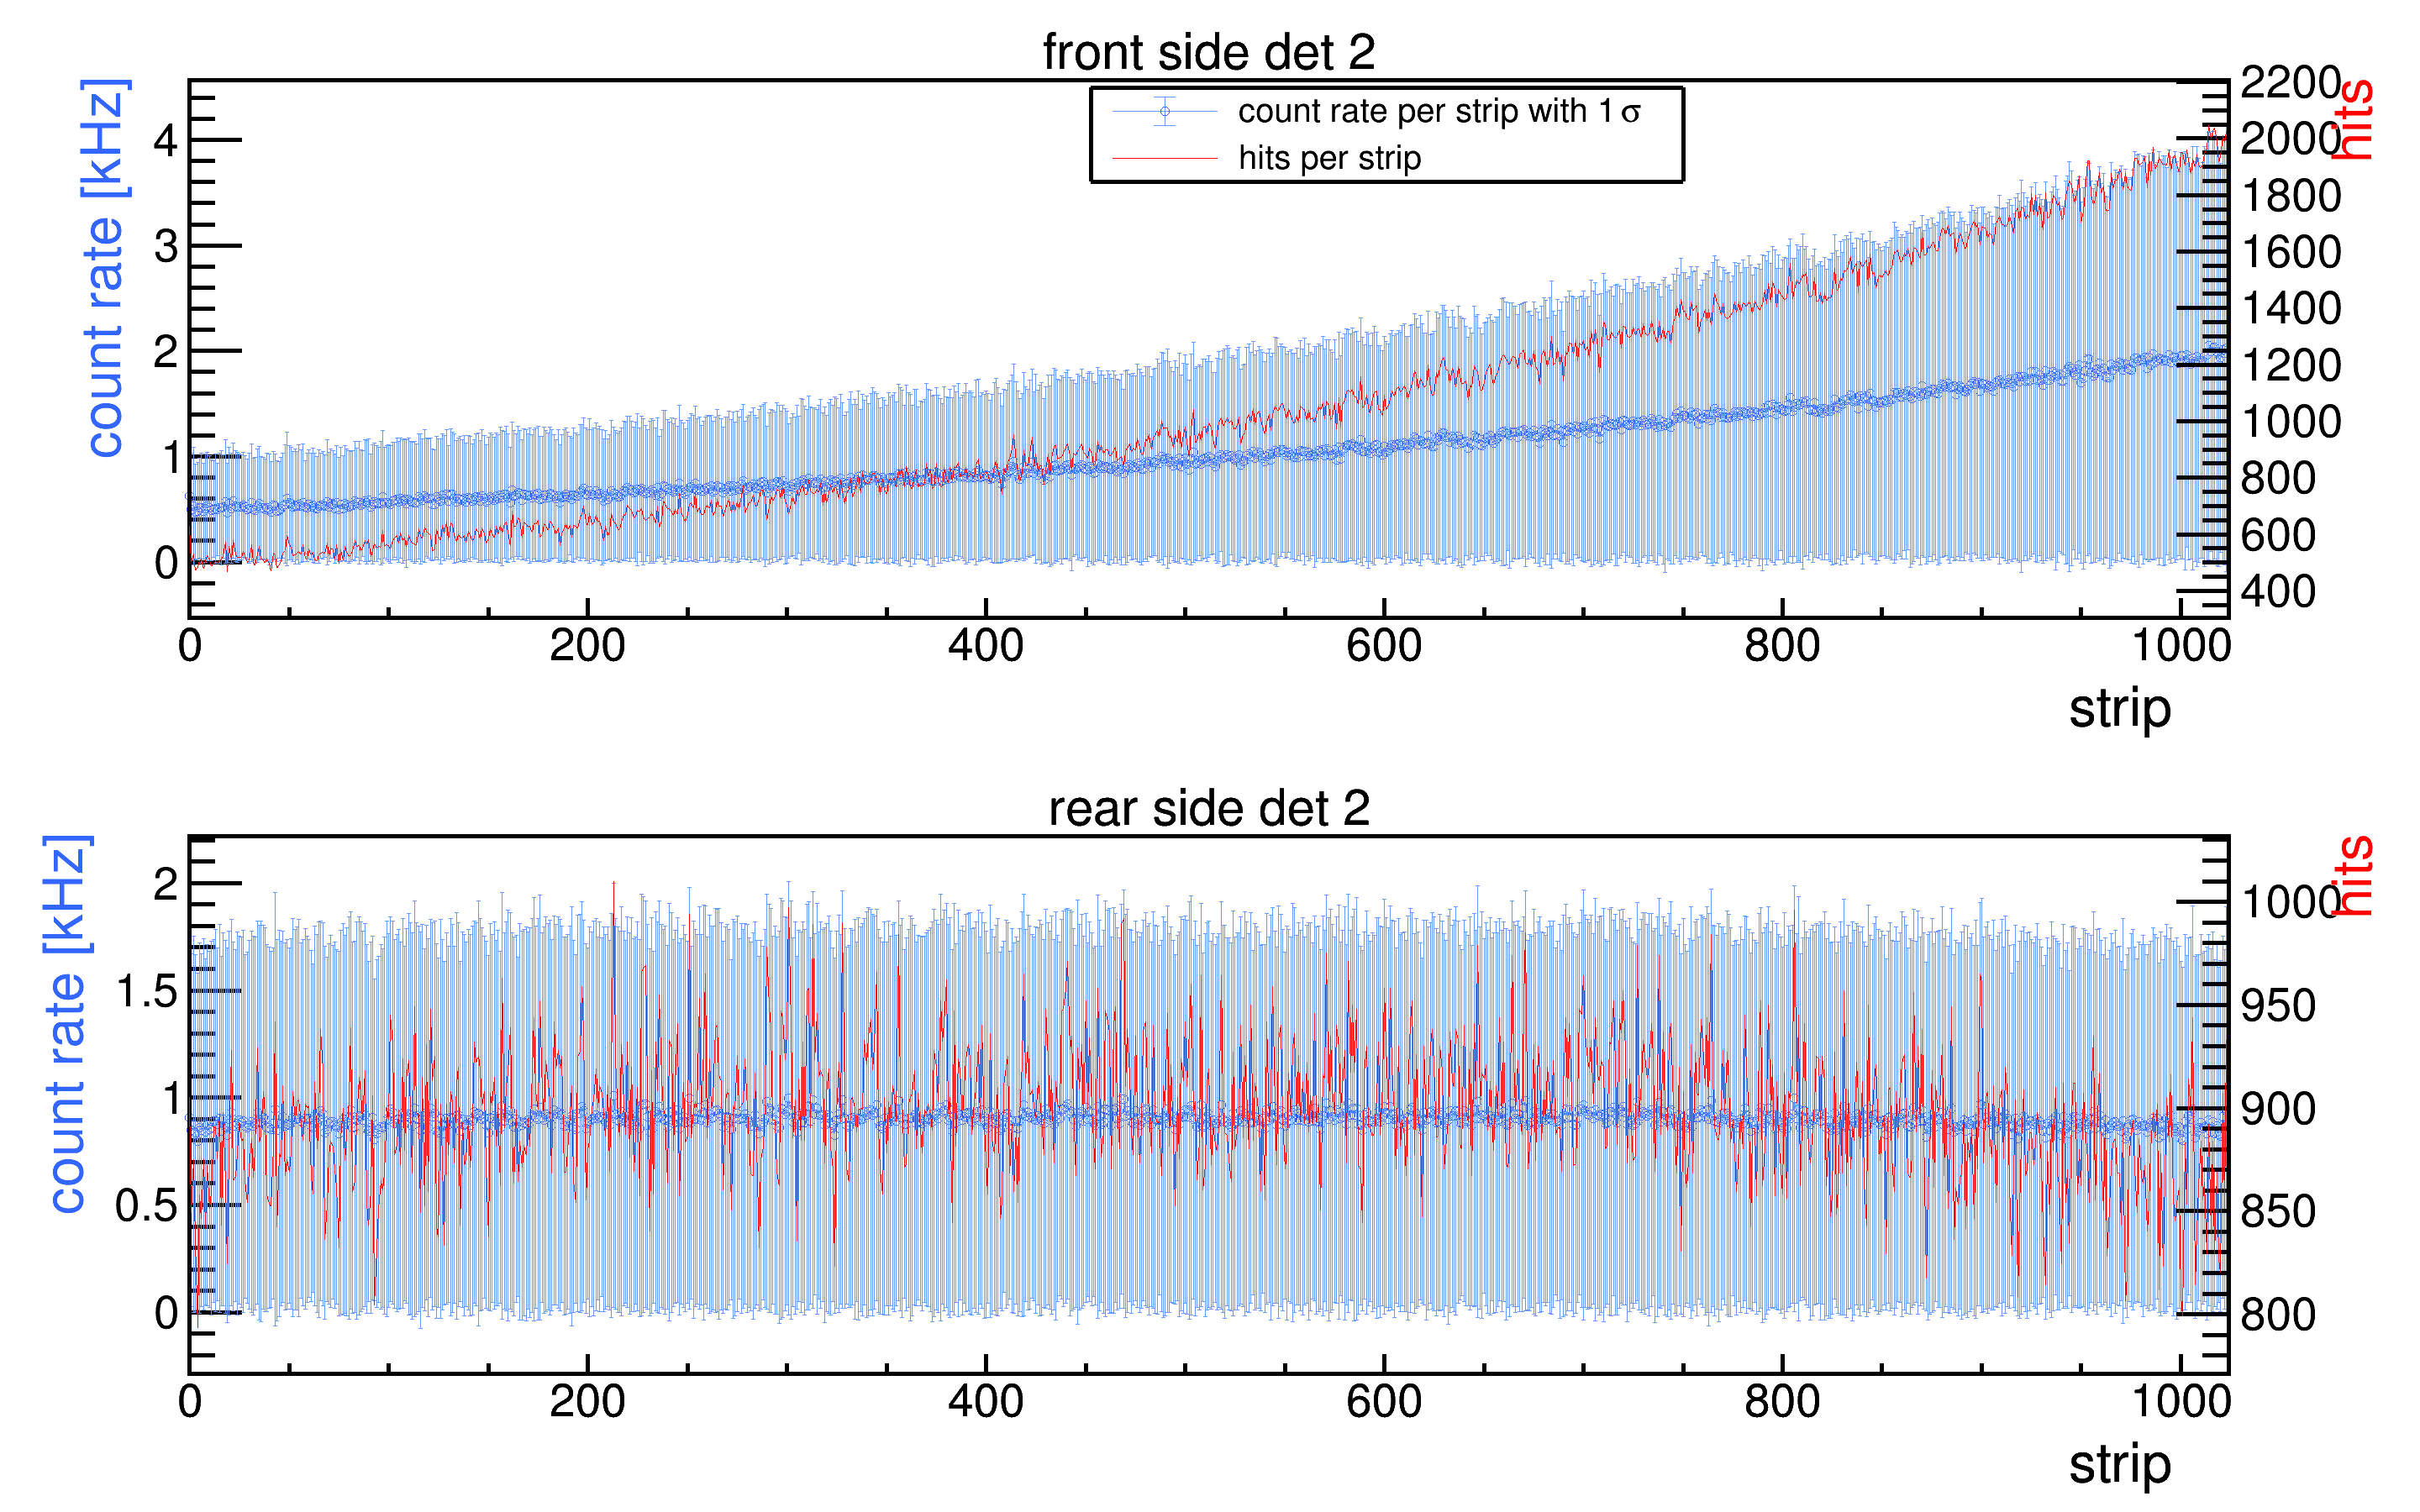 front side det 2
count rate [kHz]
hits
count rate per strip with 1 σ
hits per strip
4
3
2
1
0
2200
2000
1800
1600
1400
1200
1000
800
600
400
0 200 400 600 800 1000
strip
rear side det 2
count rate [kHz]
hits
2
1.5
1
0.5
0
1000
950
900
850
800
0 200 400 600 800 1000
strip